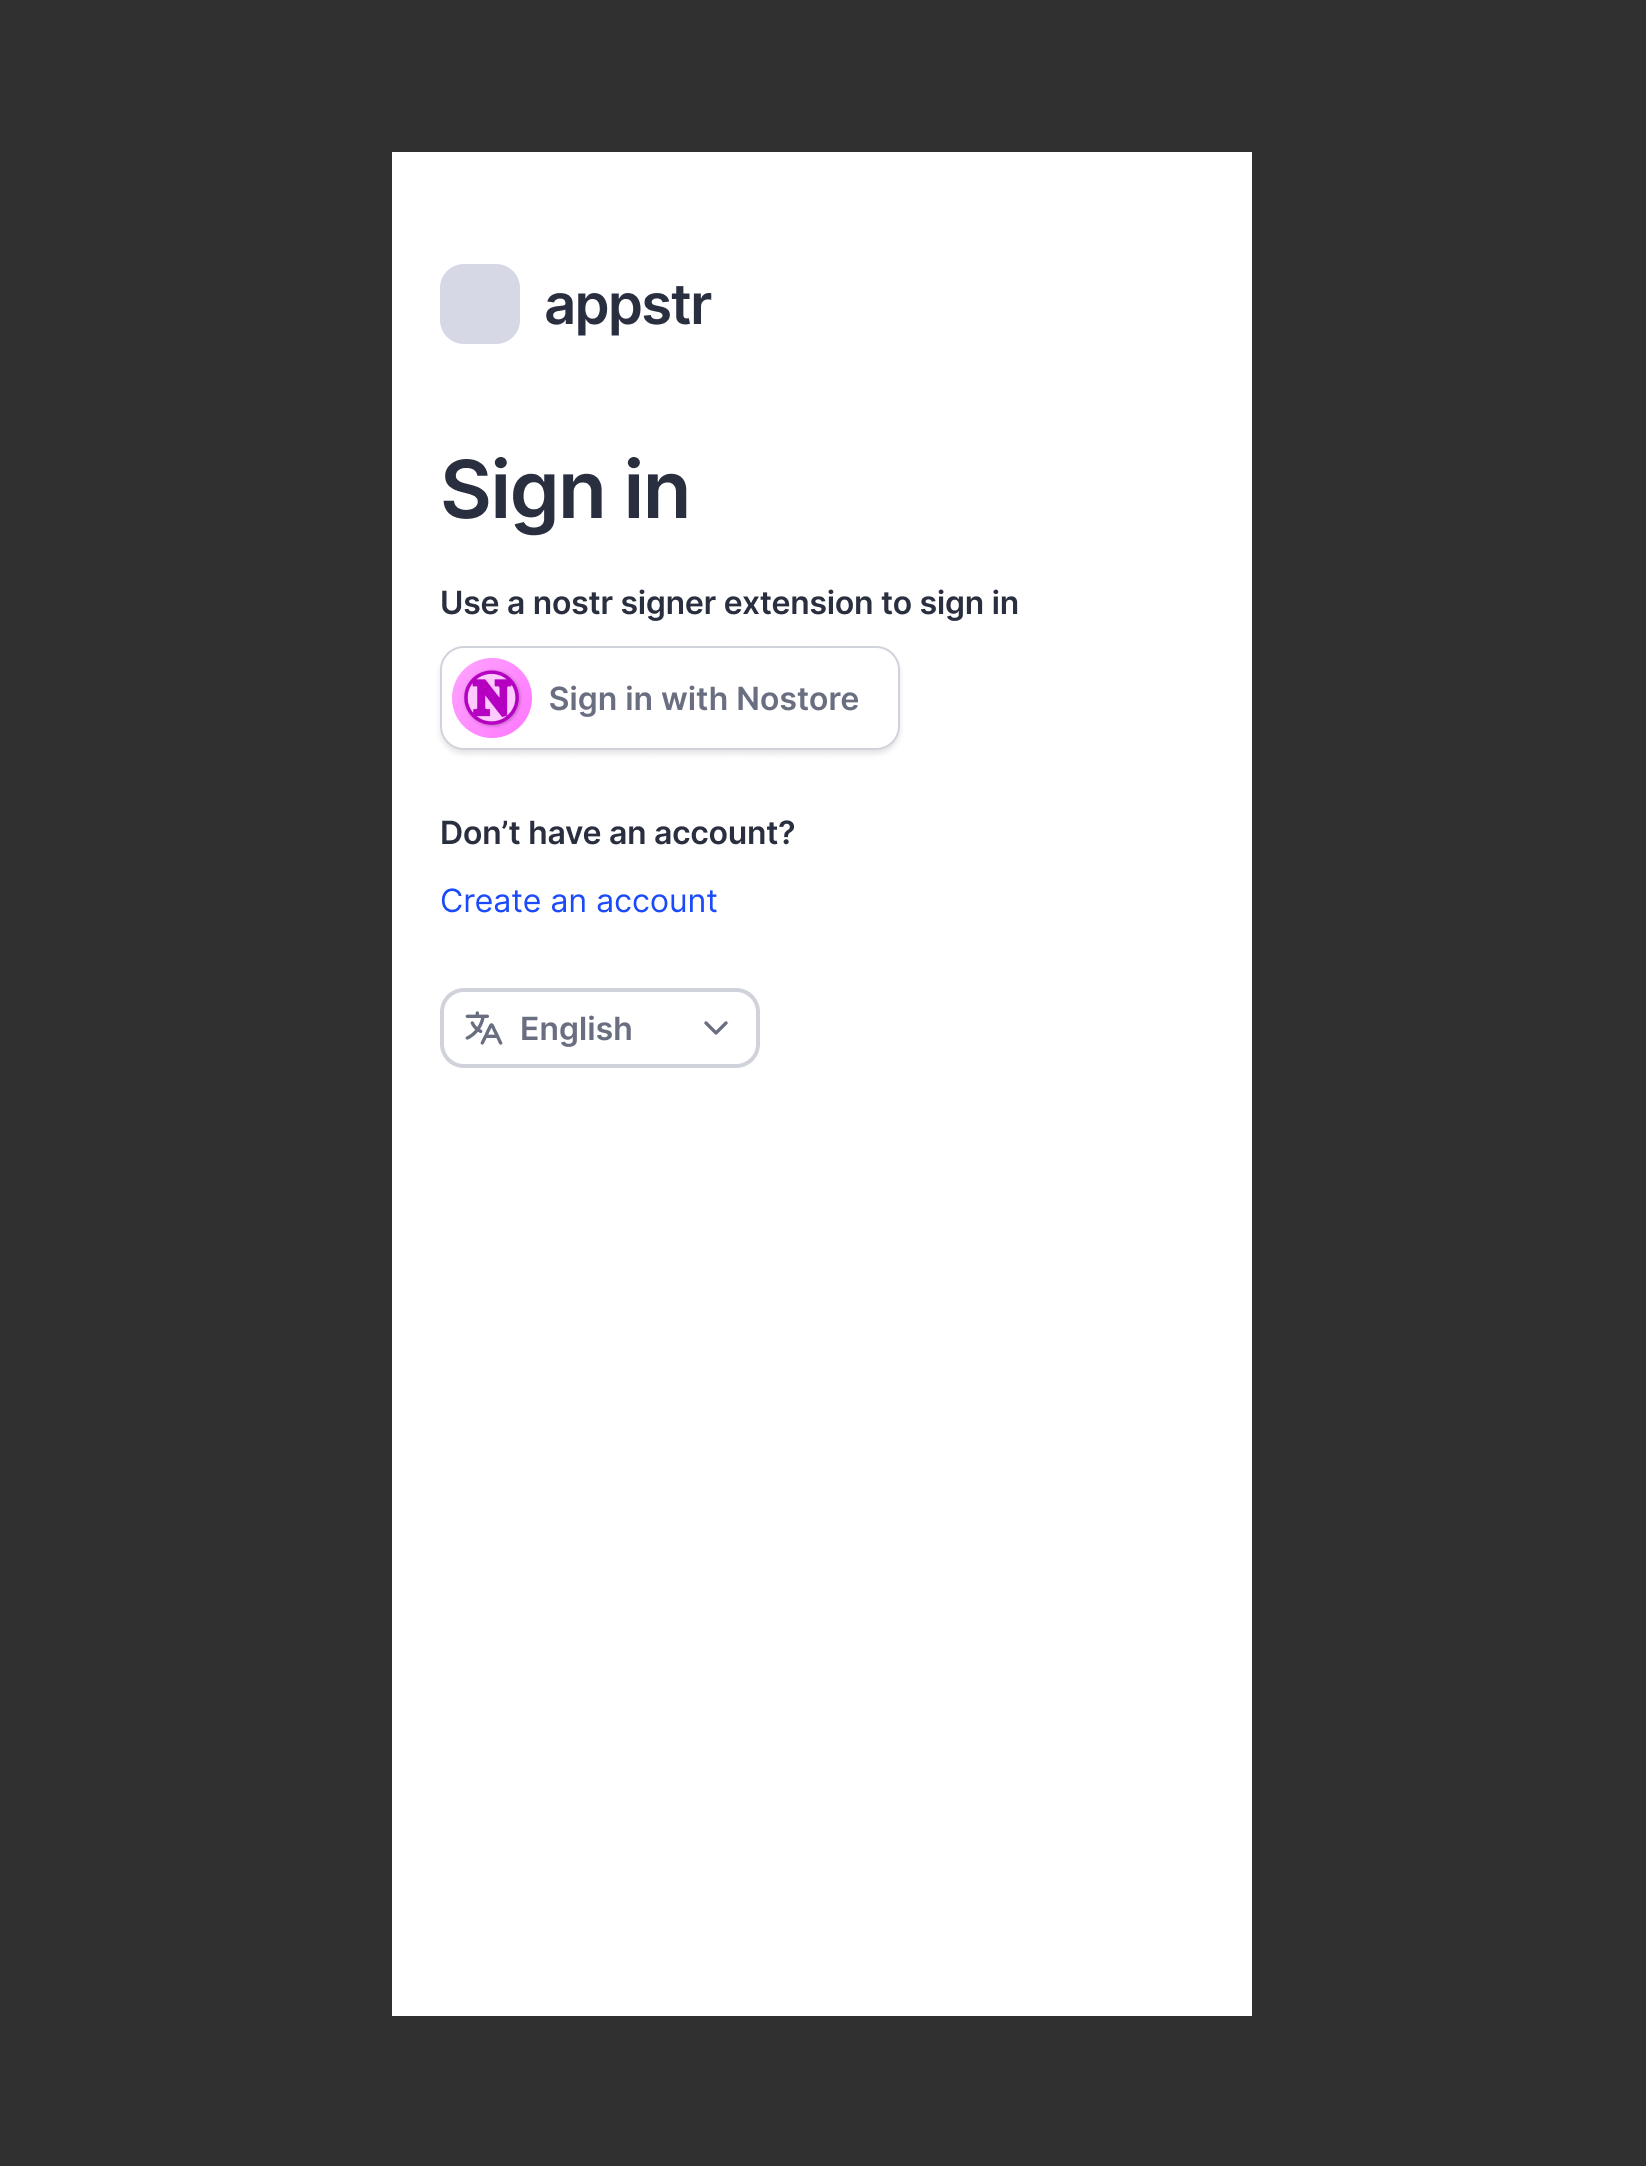 appstr
Sign in
Use a nostr signer extension to sign in
N Sign in with Nostore
Don’t have an account?
Create an account
English